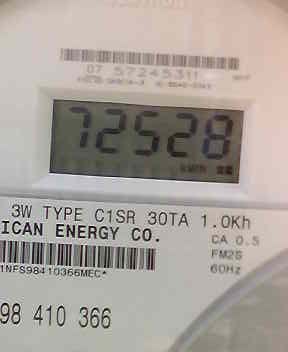 07 57245311
72528
3W TYPE C1SR 30TA 1.0Kh
ICAN ENERGY CO.
CA 0.5
FM2S
60Hz
1NFS98410366MEC*
98 410 366